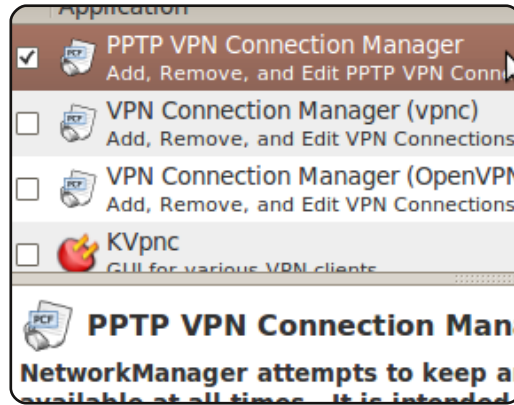 Application
PPTP VPN Connection Manager
Add, Remove, and Edit PPTP VPN Conn
VPN Connection Manager (vpnc)
Add, Remove, and Edit VPN Connections
VPN Connection Manager (OpenVPN
Add, Remove, and Edit VPN Connections
KVpnc
GUI for various VPN clients
PCF
PPTP VPN Connection Man
NetworkManager attempts to keep a
available at all times. It is intended